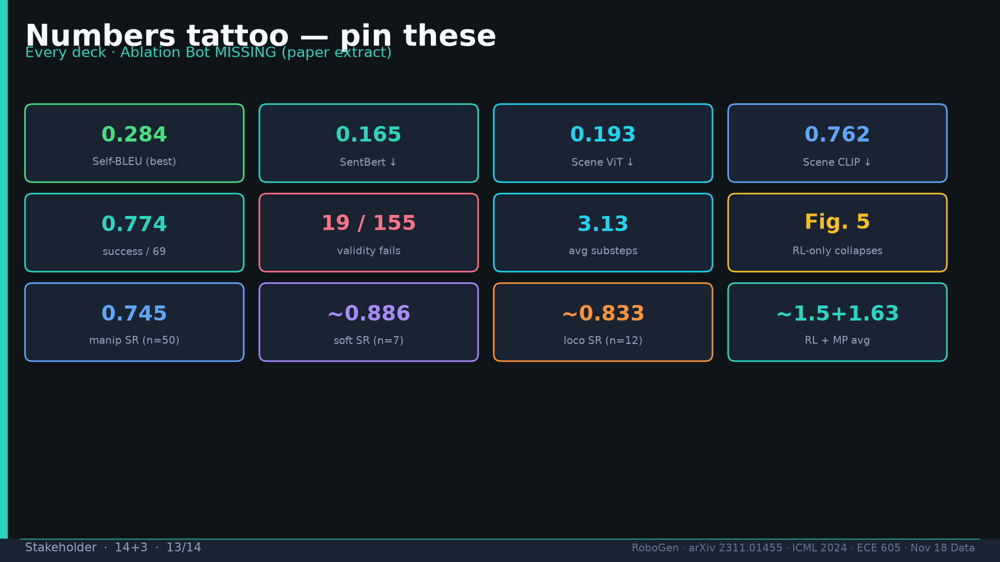 Numbers tattoo — pin these
Every deck · Ablation Bot MISSING (paper extract)
0.284
Self-BLEU (best)
0.165
SentBert ↓
0.193
Scene ViT ↓
0.762
Scene CLIP ↓
0.774
success / 69
19 / 155
validity fails
3.13
avg substeps
Fig. 5
RL-only collapses
0.745
manip SR (n=50)
~0.886
soft SR (n=7)
~0.833
loco SR (n=12)
~1.5+1.63
RL + MP avg
Stakeholder · 14+3 · 13/14
RoboGen · arXiv 2311.01455 · ICML 2024 · ECE 605 · Nov 18 Data